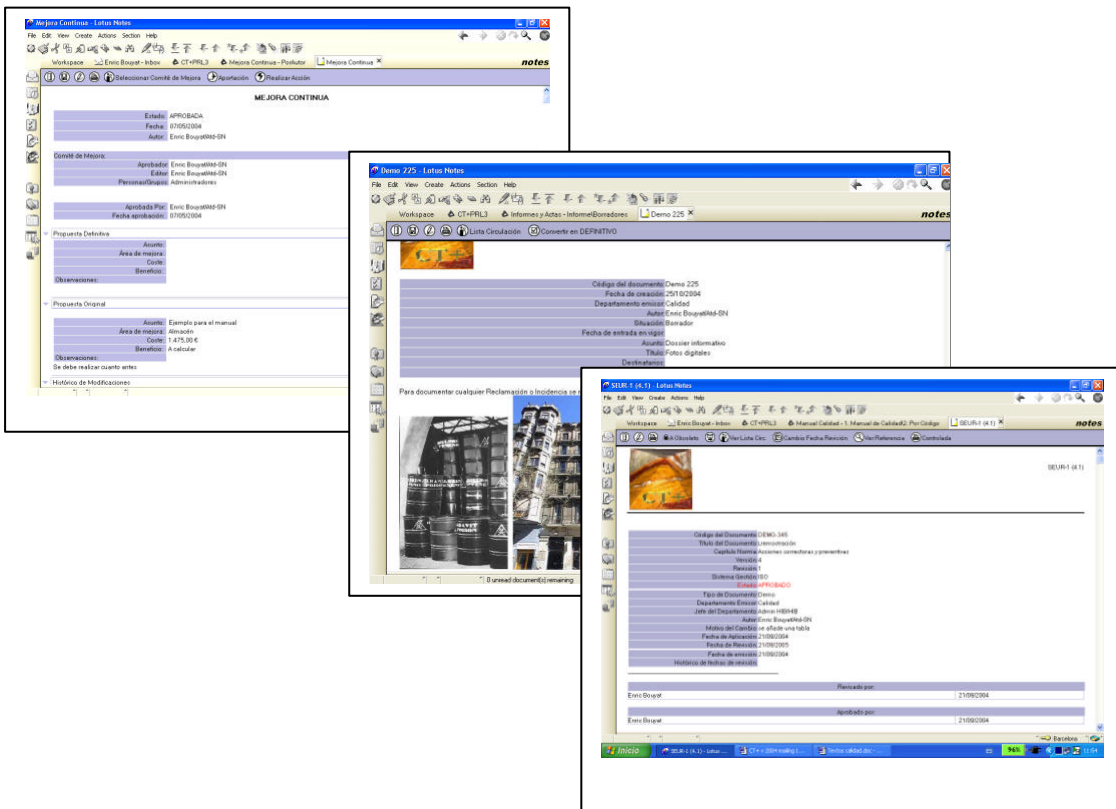 Mejora Continua - Lotus Notes
File Edit View Create Actions Section Help
Workspace Enric Bouyat - Inbox CT+PRL3 Mejora Continua - Por Autor Mejora Continua notes
Seleccionar Comité de Mejora Aportación Realizar Acción
MEJORA CONTINUA
Estado: APROBADA
Fecha: 07/05/2004
Autor: Enric Bouyat
Comité de Mejora:
Aprobador: Enric Bouyat
Editor: Enric Bouyat
Personas/Grupos: Administradores
Aprobada Por: Enric Bouyat
Fecha aprobación: 07/05/2004
Propuesta Definitiva
Asunto:
Área de mejora:
Coste:
Beneficio:
Observaciones:
Propuesta Original
Asunto: Ejemplo para el manual
Área de mejora: Almacén
Coste: 1.475,00 €
Beneficio: A calcular
Observaciones:
Se debe realizar cuanto antes
Histórico de Modificaciones
Demo 225 - Lotus Notes
File Edit View Create Actions Section Help
Workspace CT+PRL3 Informes y Actas - Informe\Borradores Demo 225 notes
Lista Circulación Convertir en DEFINITIVO
CT+
Código del documento: Demo 225
Fecha de creación: 25/10/2004
Departamento emisor: Calidad
Autor: Enric Bouyat
Situación: Borrador
Fecha de entrada en vigor:
Asunto: Dossier informativo
Título: Fotos digitales
Destinatarios:
Para documentar cualquier Reclamación o Incidencia se
0 unread document(s) remaining
SEUR-1 (4.1) - Lotus Notes
File Edit View Create Actions Section Help
Workspace Enric Bouyat - Inbox CT+PRL3 Manual Calidad - 1. Manual de Calidad\2. Por Código SEUR-1 (4.1) notes
A Obsoleto Ver Lista Circ. Cambio Fecha Revisión Ver Referencia Controlada
CT+
SEUR-1 (4.1)
Código del Documento: DEMO-345
Título del Documento: Demostración
Capítulo Norma: Acciones correctoras y preventivas
Versión: 4
Revisión: 1
Sistema Gestión: ISO
Estado: APROBADO
Tipo de Documento: Demo
Departamento Emisor: Calidad
Jefe del Departamento: Admin
Autor: Enric Bouyat
Motivo del Cambio: se añade una tabla
Fecha de Aplicación: 21/09/2004
Fecha de Revisión: 21/09/2005
Fecha de emisión: 21/09/2004
Histórico de fechas de revisión:
Revisado por:
Enric Bouyat 21/09/2004
Aprobado por:
Enric Bouyat 21/09/2004
Barcelona
Inicio SEUR-1 (4.1) - Lotus ... CT+ < 2004 mailing t... Textos calidad.doc - ... ES 96% 11:54